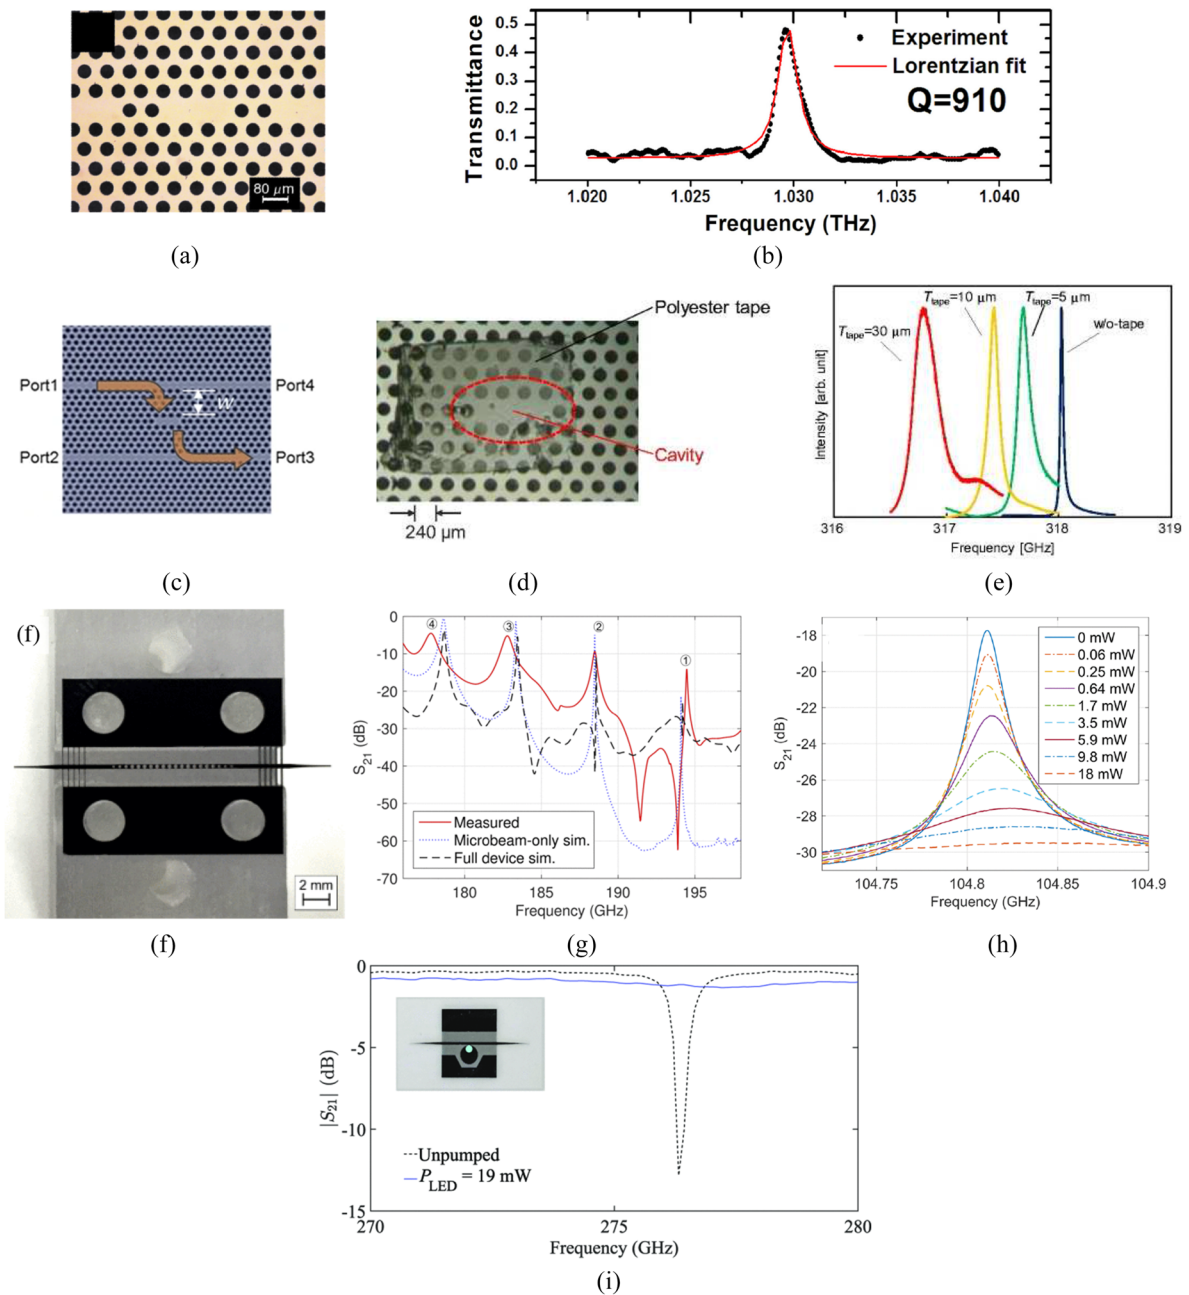 80 μm
(a)
Transmittance
0.5
0.4
0.3
0.2
0.1
0.0
Experiment
Lorentzian fit
Q=910
1.020 1.025 1.030 1.035 1.040
Frequency (THz)
(b)
Port1
Port4
W
Port2
Port3
(c)
Polyester tape
Cavity
240 μm
(d)
Intensity [arb. unit]
Ttape=30 μm
Ttape=10 μm
Ttape=5 μm
w/o-tape
316 317 318 319
Frequency [GHz]
(e)
(f)
2 mm
(f)
S21 (dB)
0
-10
-20
-30
-40
-50
-60
-70
④ ③ ② ①
Measured
Microbeam-only sim.
Full device sim.
180 185 190 195
Frequency (GHz)
(g)
S21 (dB)
-18
-20
-22
-24
-26
-28
-30
0 mW
0.06 mW
0.25 mW
0.64 mW
1.7 mW
3.5 mW
5.9 mW
9.8 mW
18 mW
104.75 104.8 104.85 104.9
Frequency (GHz)
(h)
|S21| (dB)
0
-5
-10
-15
Unpumped
PLED = 19 mW
270 275 280
Frequency (GHz)
(i)